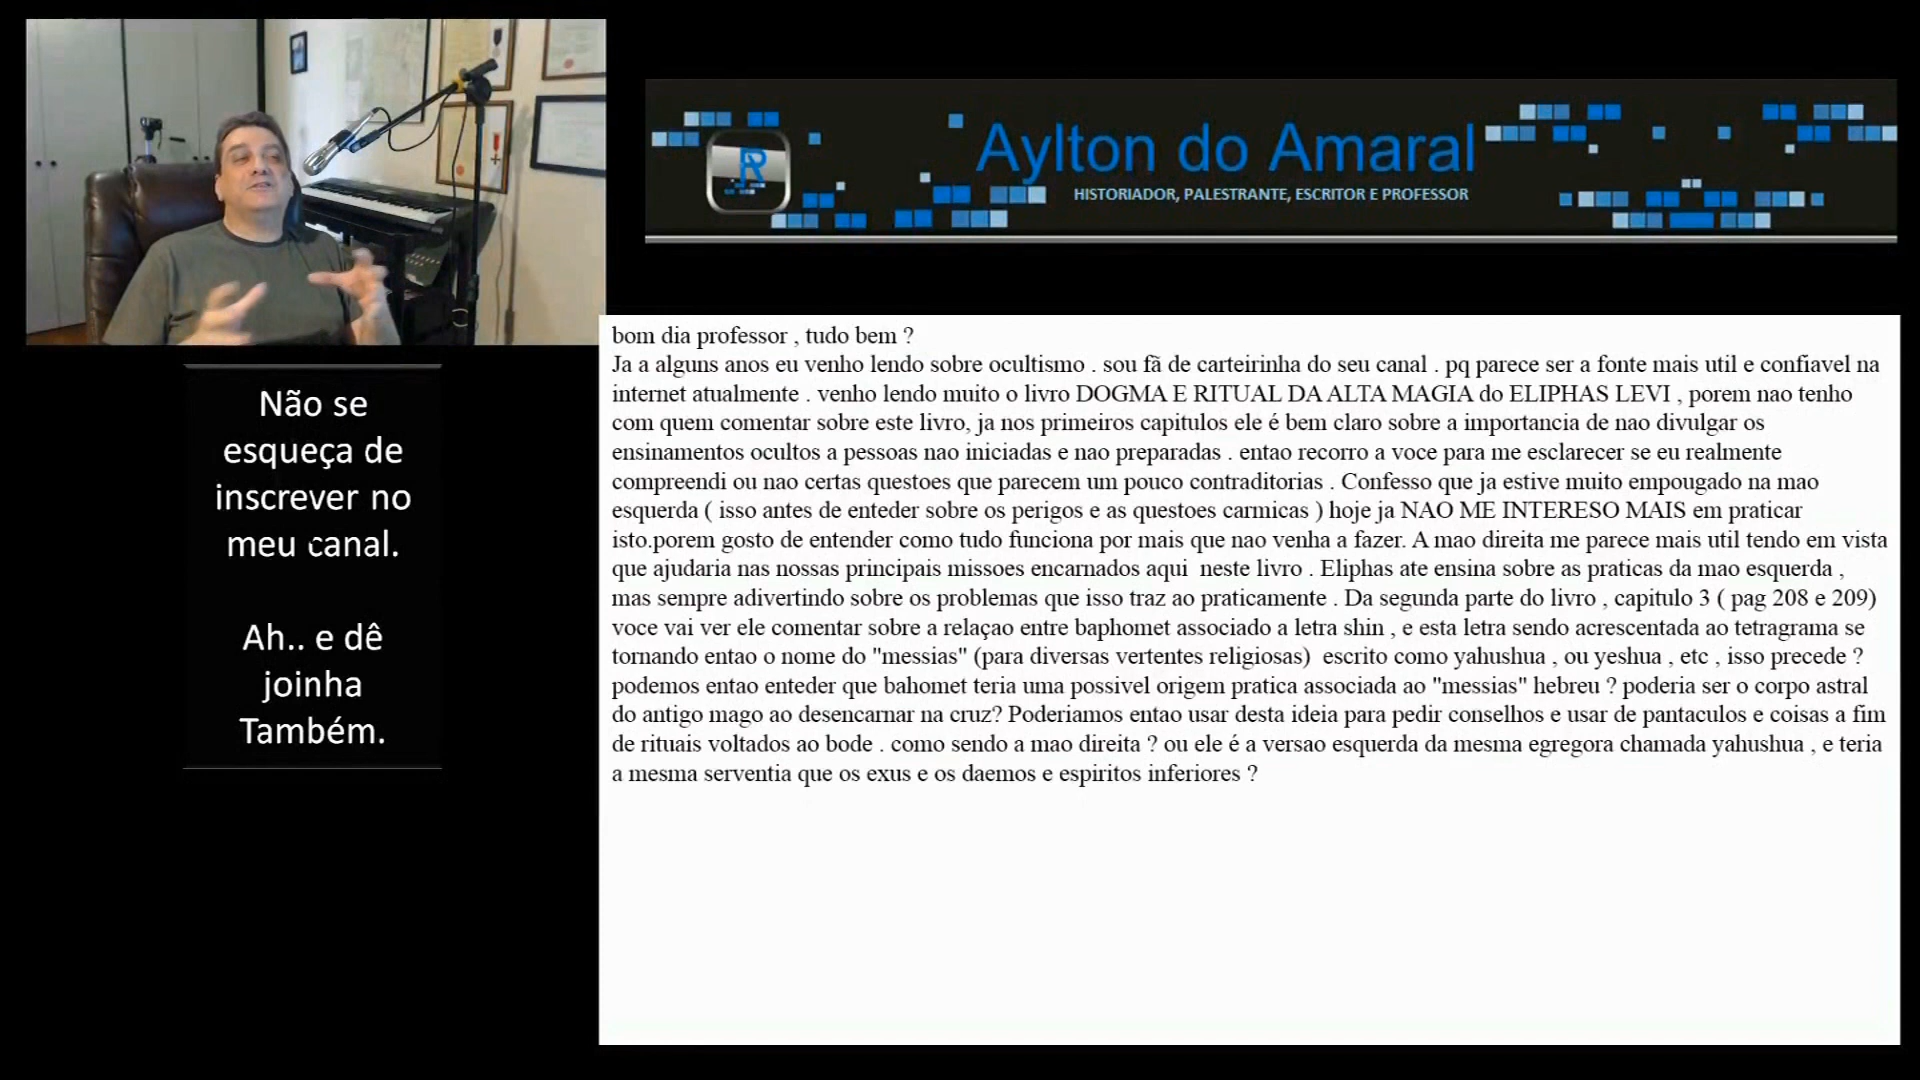 Aylton do Amaral
HISTORIADOR, PALESTRANTE, ESCRITOR E PROFESSOR
bom dia professor , tudo bem ?
Ja a alguns anos eu venho lendo sobre ocultismo . sou fã de carteirinha do seu canal . pq parece ser a fonte mais util e confiavel na
internet atualmente . venho lendo muito o livro DOGMA E RITUAL DA ALTA MAGIA do ELIPHAS LEVI , porem nao tenho
com quem comentar sobre este livro, ja nos primeiros capitulos ele é bem claro sobre a importancia de nao divulgar os
ensinamentos ocultos a pessoas nao iniciadas e nao preparadas . entao recorro a voce para me esclarecer se eu realmente
compreendi ou nao certas questoes que parecem um pouco contraditorias . Confesso que ja estive muito empougado na mao
esquerda ( isso antes de enteder sobre os perigos e as questoes carmicas ) hoje ja NAO ME INTERESO MAIS em praticar
isto.porem gosto de entender como tudo funciona por mais que nao venha a fazer. A mao direita me parece mais util tendo em vista
que ajudaria nas nossas principais missoes encarnados aqui  neste livro . Eliphas ate ensina sobre as praticas da mao esquerda ,
mas sempre adivertindo sobre os problemas que isso traz ao praticamente . Da segunda parte do livro , capitulo 3 ( pag 208 e 209)
voce vai ver ele comentar sobre a relaçao entre baphomet associado a letra shin , e esta letra sendo acrescentada ao tetragrama se
tornando entao o nome do "messias" (para diversas vertentes religiosas)  escrito como yahushua , ou yeshua , etc , isso precede ?
podemos entao enteder que bahomet teria uma possivel origem pratica associada ao "messias" hebreu ? poderia ser o corpo astral
do antigo mago ao desencarnar na cruz? Poderiamos entao usar desta ideia para pedir conselhos e usar de pantaculos e coisas a fim
de rituais voltados ao bode . como sendo a mao direita ? ou ele é a versao esquerda da mesma egregora chamada yahushua , e teria
a mesma serventia que os exus e os daemos e espiritos inferiores ?
Não se
esqueça de
inscrever no
meu canal.
Ah.. e dê
joinha
Também.